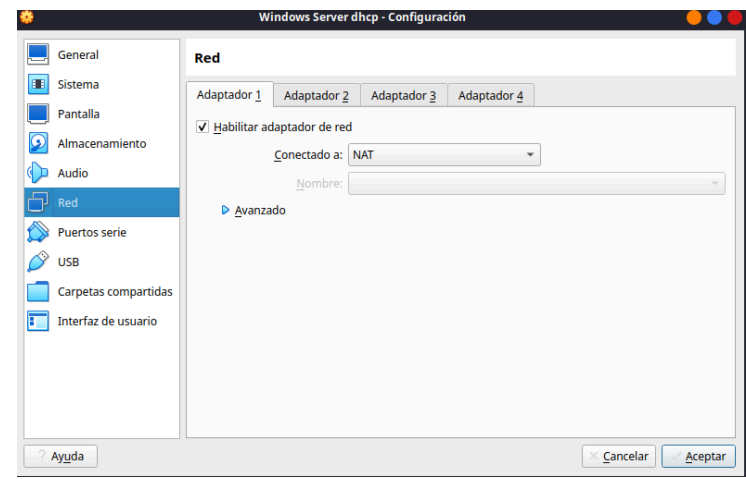 Windows Server dhcp - Configuración
General
Sistema
Pantalla
Almacenamiento
Audio
Red
Puertos serie
USB
Carpetas compartidas
Interfaz de usuario
Red
Adaptador 1 Adaptador 2 Adaptador 3 Adaptador 4
Habilitar adaptador de red
Conectado a: NAT
Nombre:
Avanzado
Ayuda
Cancelar Aceptar